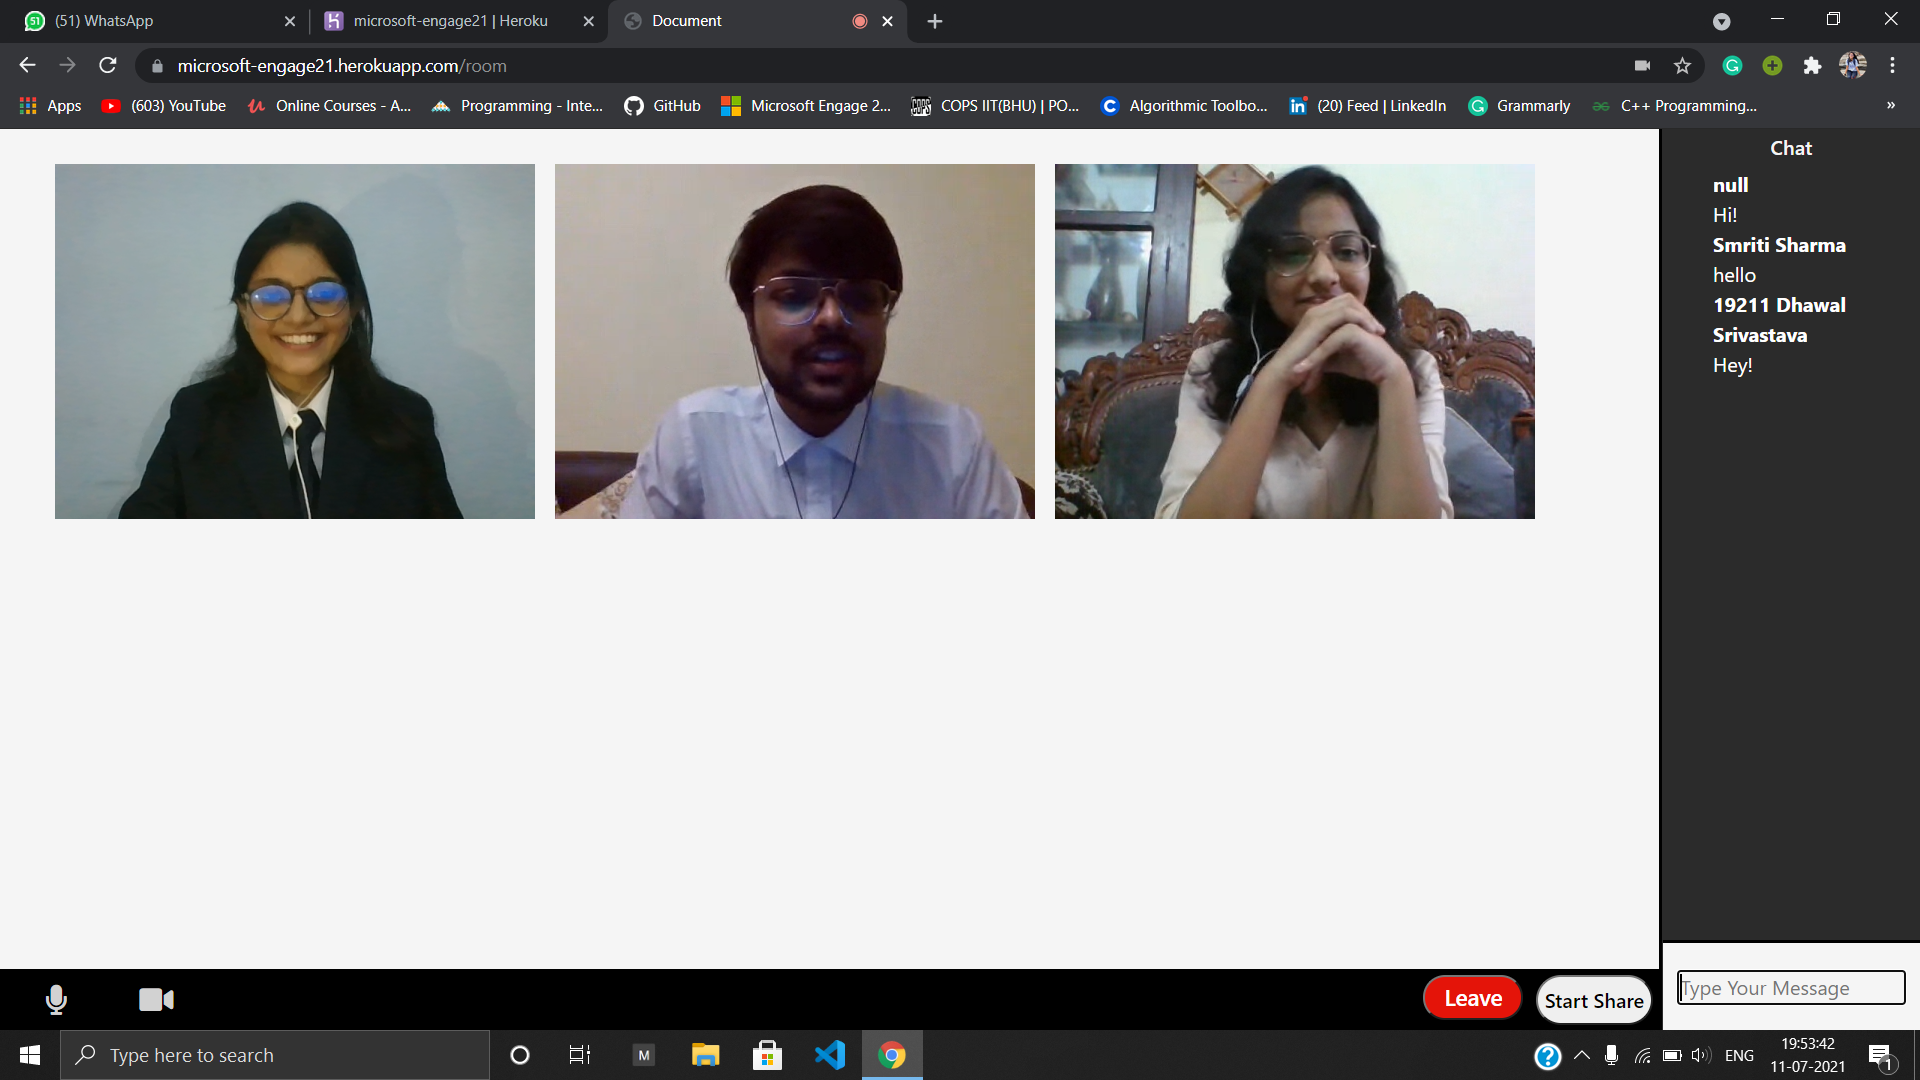 (51) WhatsApp
microsoft-engage21 | Heroku
Document
microsoft-engage21.herokuapp.com/room
Apps
(603) YouTube
Online Courses - A...
Programming - Inte...
GitHub
Microsoft Engage 2...
COPS IIT(BHU) | PO...
Algorithmic Toolbo...
(20) Feed | LinkedIn
Grammarly
C++ Programming...
»
Chat
null
Hi!
Smriti Sharma
hello
19211 Dhawal
Srivastava
Hey!
Leave
Start Share
Type Your Message
Type here to search
M
ENG
19:53:42
11-07-2021
1